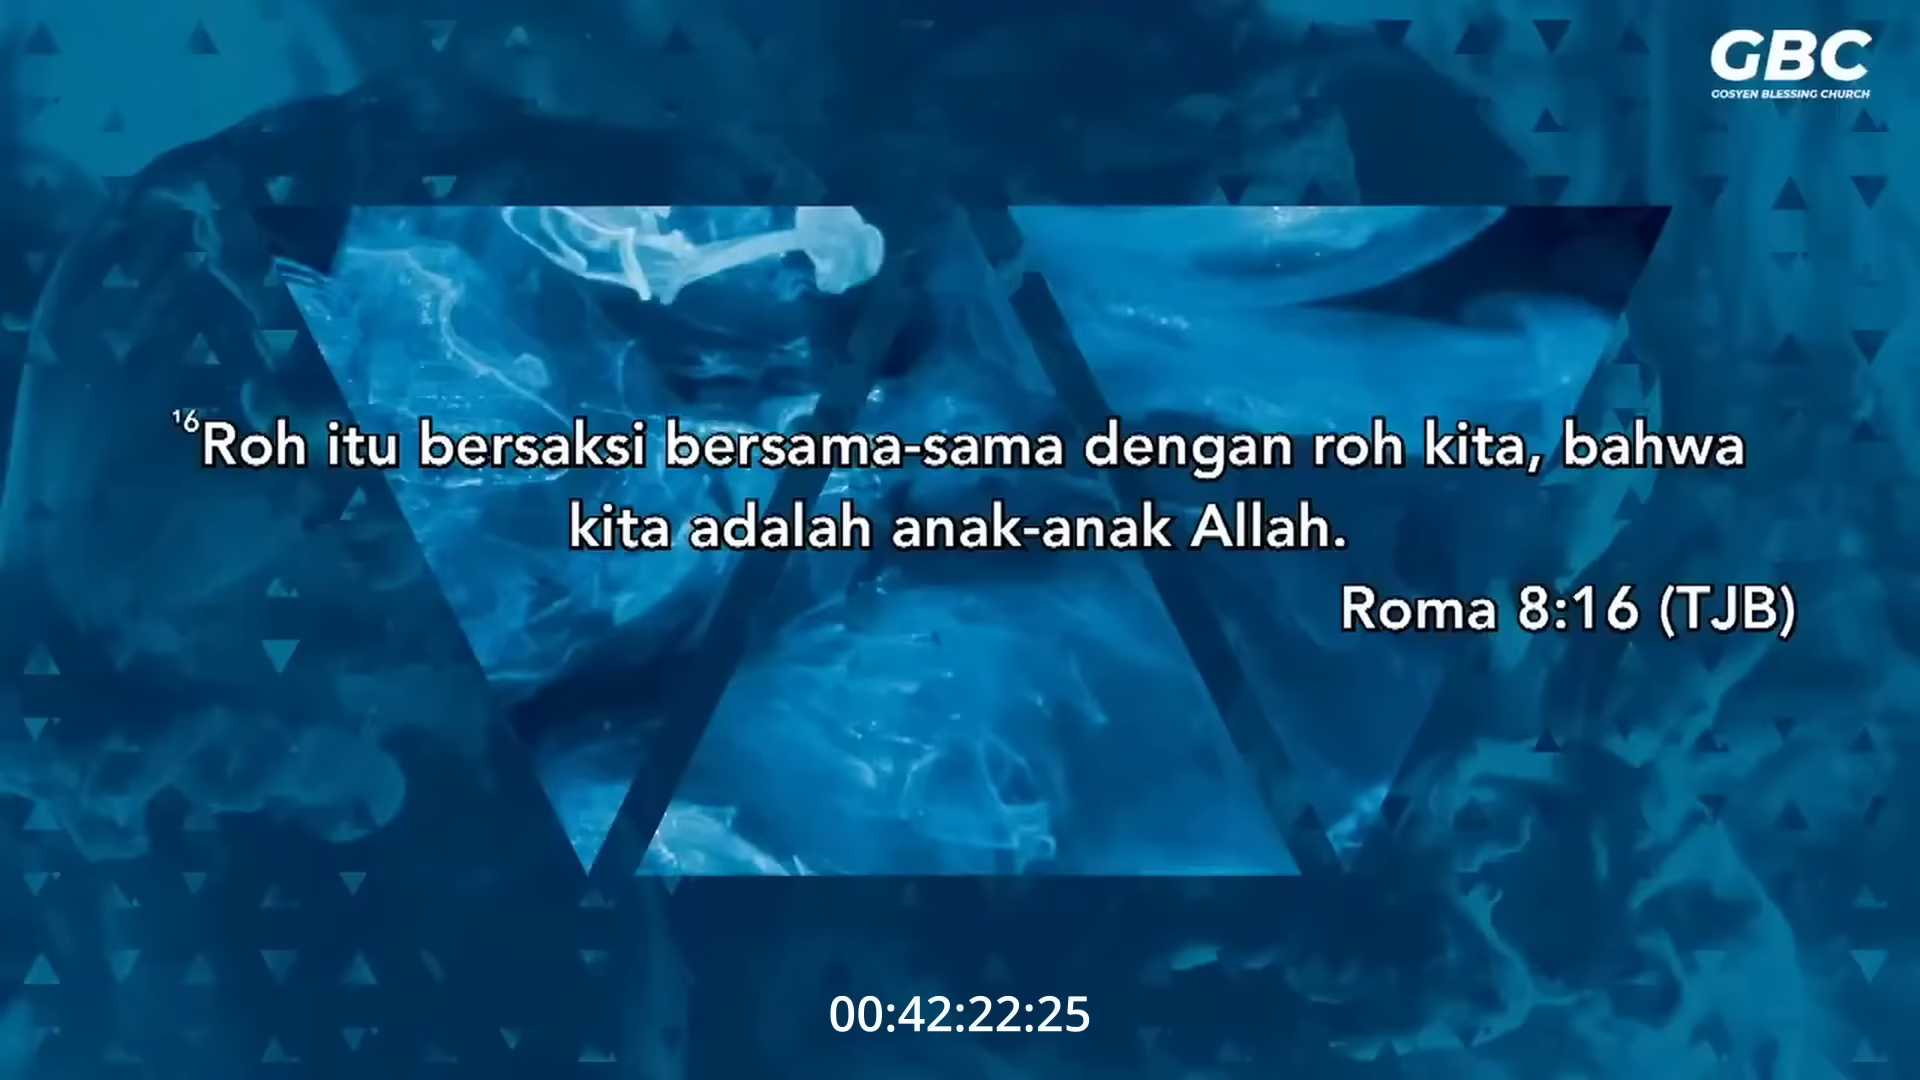 GBC
GOSYEN BLESSING CHURCH
¹⁶Roh itu bersaksi bersama-sama dengan roh kita, bahwa
kita adalah anak-anak Allah.
Roma 8:16 (TJB)
00:42:22:25